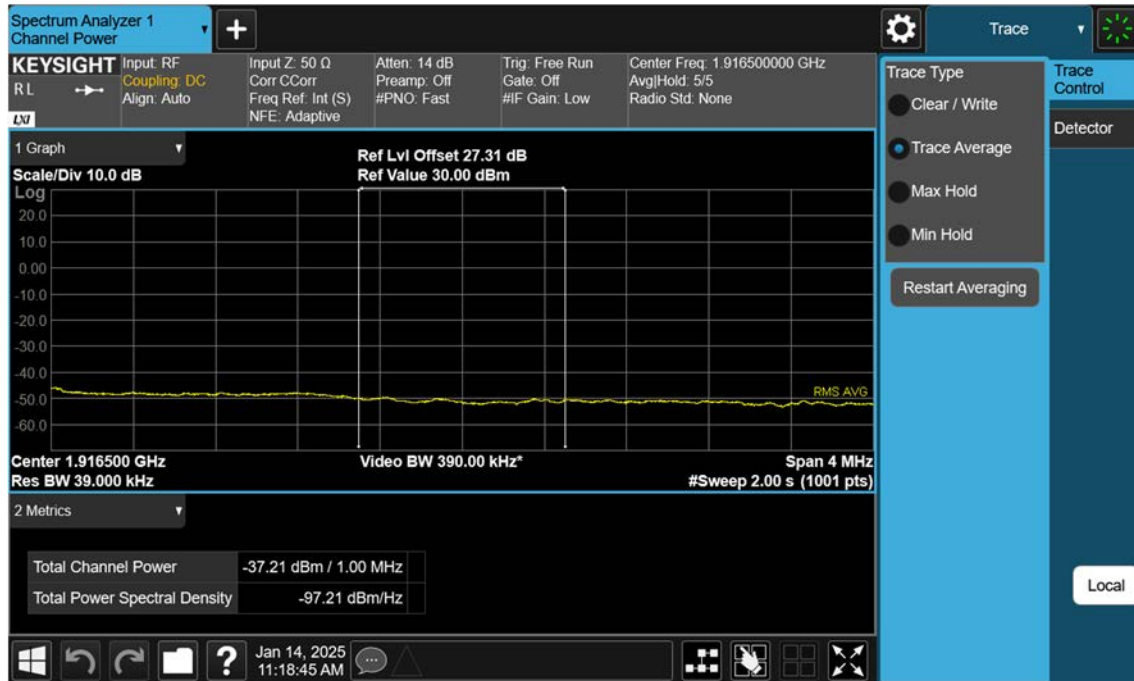 Spectrum Analyzer 1
Channel Power
+
Trace
KEYSIGHT
R L
LXI
Input: RF
Coupling: DC
Align: Auto
Input Z: 50 Ω
Corr CCorr
Freq Ref: Int (S)
NFE: Adaptive
Atten: 14 dB
Preamp: Off
#PNO: Fast
Trig: Free Run
Gate: Off
#IF Gain: Low
Center Freq: 1.916500000 GHz
Avg|Hold: 5/5
Radio Std: None
1 Graph
Scale/Div 10.0 dB
Ref Lvl Offset 27.31 dB
Ref Value 30.00 dBm
Log
20.0
10.0
0.00
-10.0
-20.0
-30.0
-40.0
-50.0
-60.0
RMS AVG
Center 1.916500 GHz
Res BW 39.000 kHz
Video BW 390.00 kHz*
Span 4 MHz
#Sweep 2.00 s (1001 pts)
2 Metrics
Total Channel Power -37.21 dBm / 1.00 MHz
Total Power Spectral Density -97.21 dBm/Hz
?
Jan 14, 2025
11:18:45 AM
Trace Type
Clear / Write
Trace Average
Max Hold
Min Hold
Restart Averaging
Trace
Control
Detector
Local